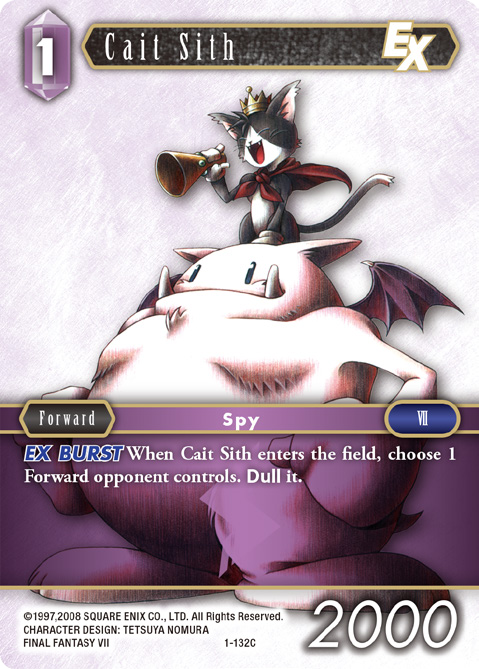 1
Cait Sith
EX
Forward
Spy
VII
EX BURST When Cait Sith enters the field, choose 1
Forward opponent controls. Dull it.
©1997,2008 SQUARE ENIX CO., LTD. All Rights Reserved.
CHARACTER DESIGN: TETSUYA NOMURA
FINAL FANTASY VII
1-132C
2000